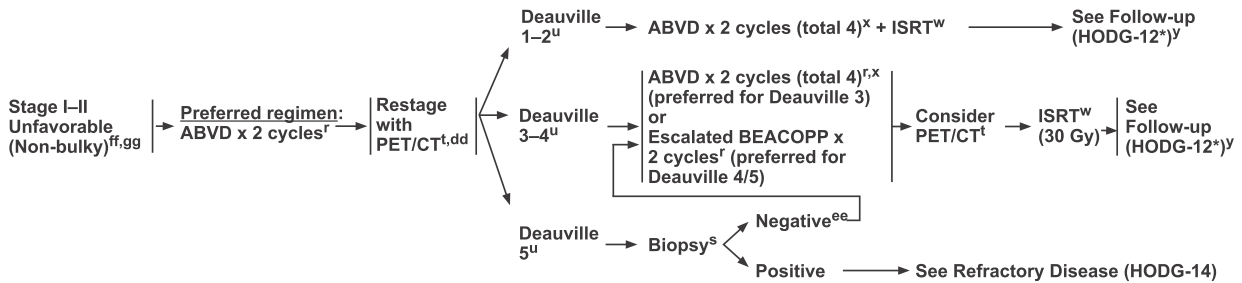 Stage I–II
Unfavorable
(Non-bulky)ff,gg
Preferred regimen:
ABVD x 2 cyclesʳ
Restage
with
PET/CTt,dd
Deauville
1–2ᵘ
ABVD x 2 cycles (total 4)ˣ + ISRTʷ
See Follow-up
(HODG-12*)ʸ
Deauville
3–4ᵘ
ABVD x 2 cycles (total 4)r,x
(preferred for Deauville 3)
or
Escalated BEACOPP x
2 cyclesʳ (preferred for
Deauville 4/5)
Consider
PET/CTᵗ
ISRTʷ
(30 Gy)
See
Follow-up
(HODG-12*)ʸ
Deauville
5ᵘ
Biopsyˢ
Negativeee
Positive
See Refractory Disease (HODG-14)